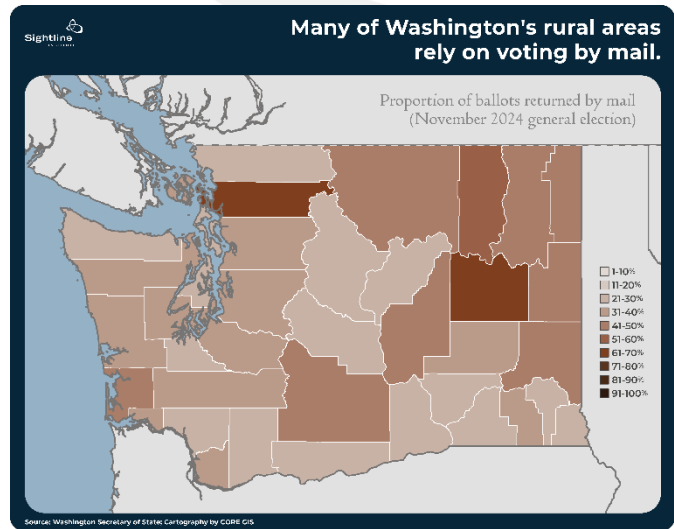 Sightline
INSTITUTE
Many of Washington's rural areas
rely on voting by mail.
Proportion of ballots returned by mail
(November 2024 general election)
1-10%
11-20%
21-30%
31-40%
41-50%
51-60%
61-70%
71-80%
81-90%
91-100%
Source: Washington Secretary of State; Cartography by CORE GIS